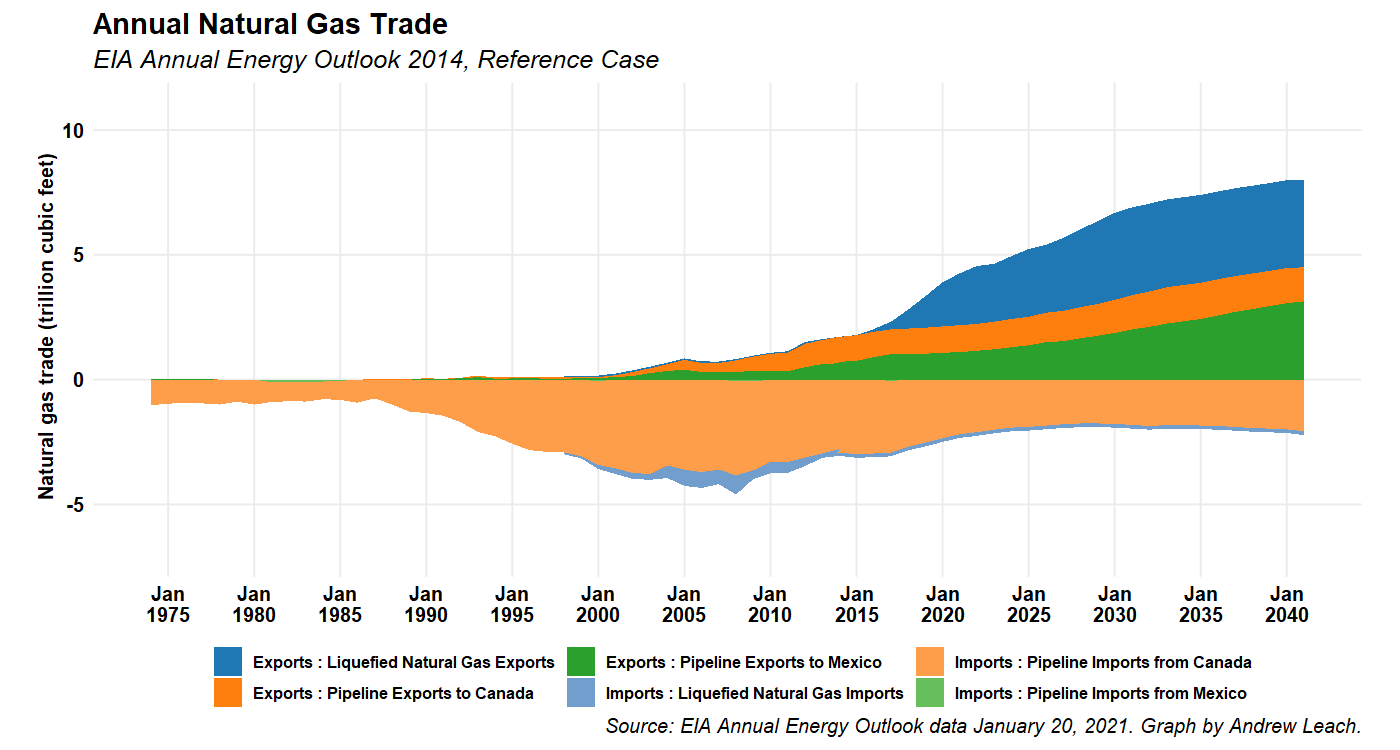 Annual Natural Gas Trade
EIA Annual Energy Outlook 2014, Reference Case
Natural gas trade (trillion cubic feet)
10
5
0
-5
Jan Jan Jan Jan Jan Jan Jan Jan Jan Jan Jan Jan Jan Jan
1975 1980 1985 1990 1995 2000 2005 2010 2015 2020 2025 2030 2035 2040
Exports : Liquefied Natural Gas Exports Exports : Pipeline Exports to Mexico Imports : Pipeline Imports from Canada
Exports : Pipeline Exports to Canada Imports : Liquefied Natural Gas Imports Imports : Pipeline Imports from Mexico
Source: EIA Annual Energy Outlook data January 20, 2021. Graph by Andrew Leach.